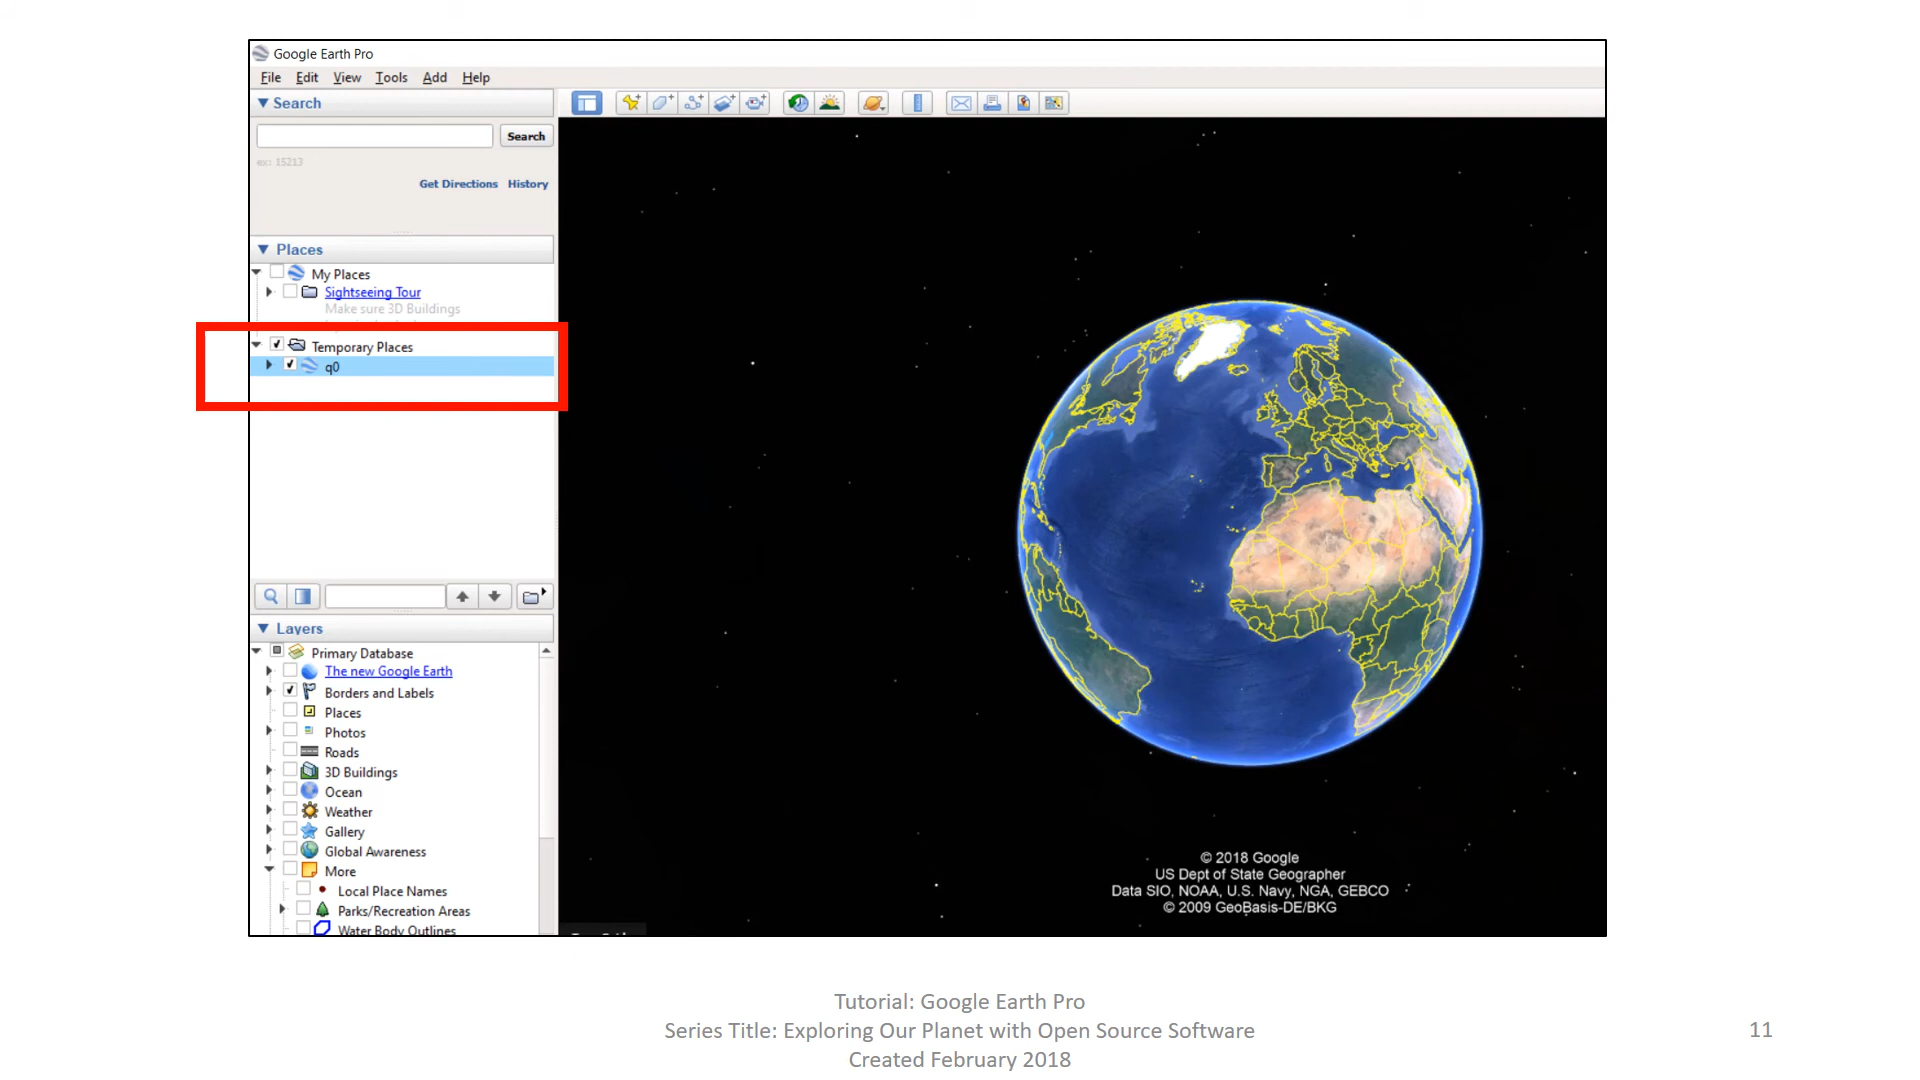 Google Earth Pro
File Edit View Tools Add Help
Search
Search
ex: 15213
Get Directions History
Places
My Places
Sightseeing Tour
Make sure 3D Buildings
Temporary Places
q0
Layers
Primary Database
The new Google Earth
Borders and Labels
Places
Photos
Roads
3D Buildings
Ocean
Weather
Gallery
Global Awareness
More
Local Place Names
Parks/Recreation Areas
Water Body Outlines
© 2018 Google
US Dept of State Geographer
Data SIO, NOAA, U.S. Navy, NGA, GEBCO
© 2009 GeoBasis-DE/BKG
Tutorial: Google Earth Pro
Series Title: Exploring Our Planet with Open Source Software
Created February 2018
11